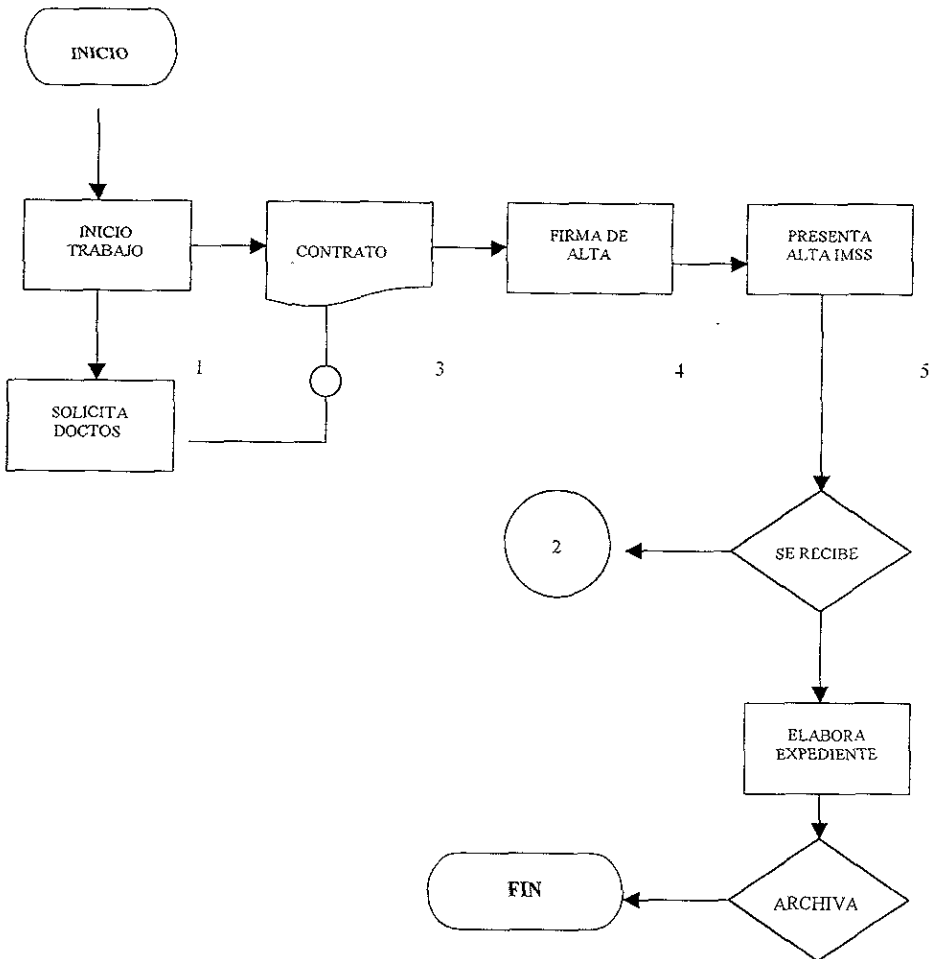 INICIO
INICIO
TRABAJO
CONTRATO
FIRMA DE
ALTA
PRESENTA
ALTA IMSS
1
3
4
5
SOLICITA
DOCTOS
2
SE RECIBE
ELABORA
EXPEDIENTE
FIN
ARCHIVA